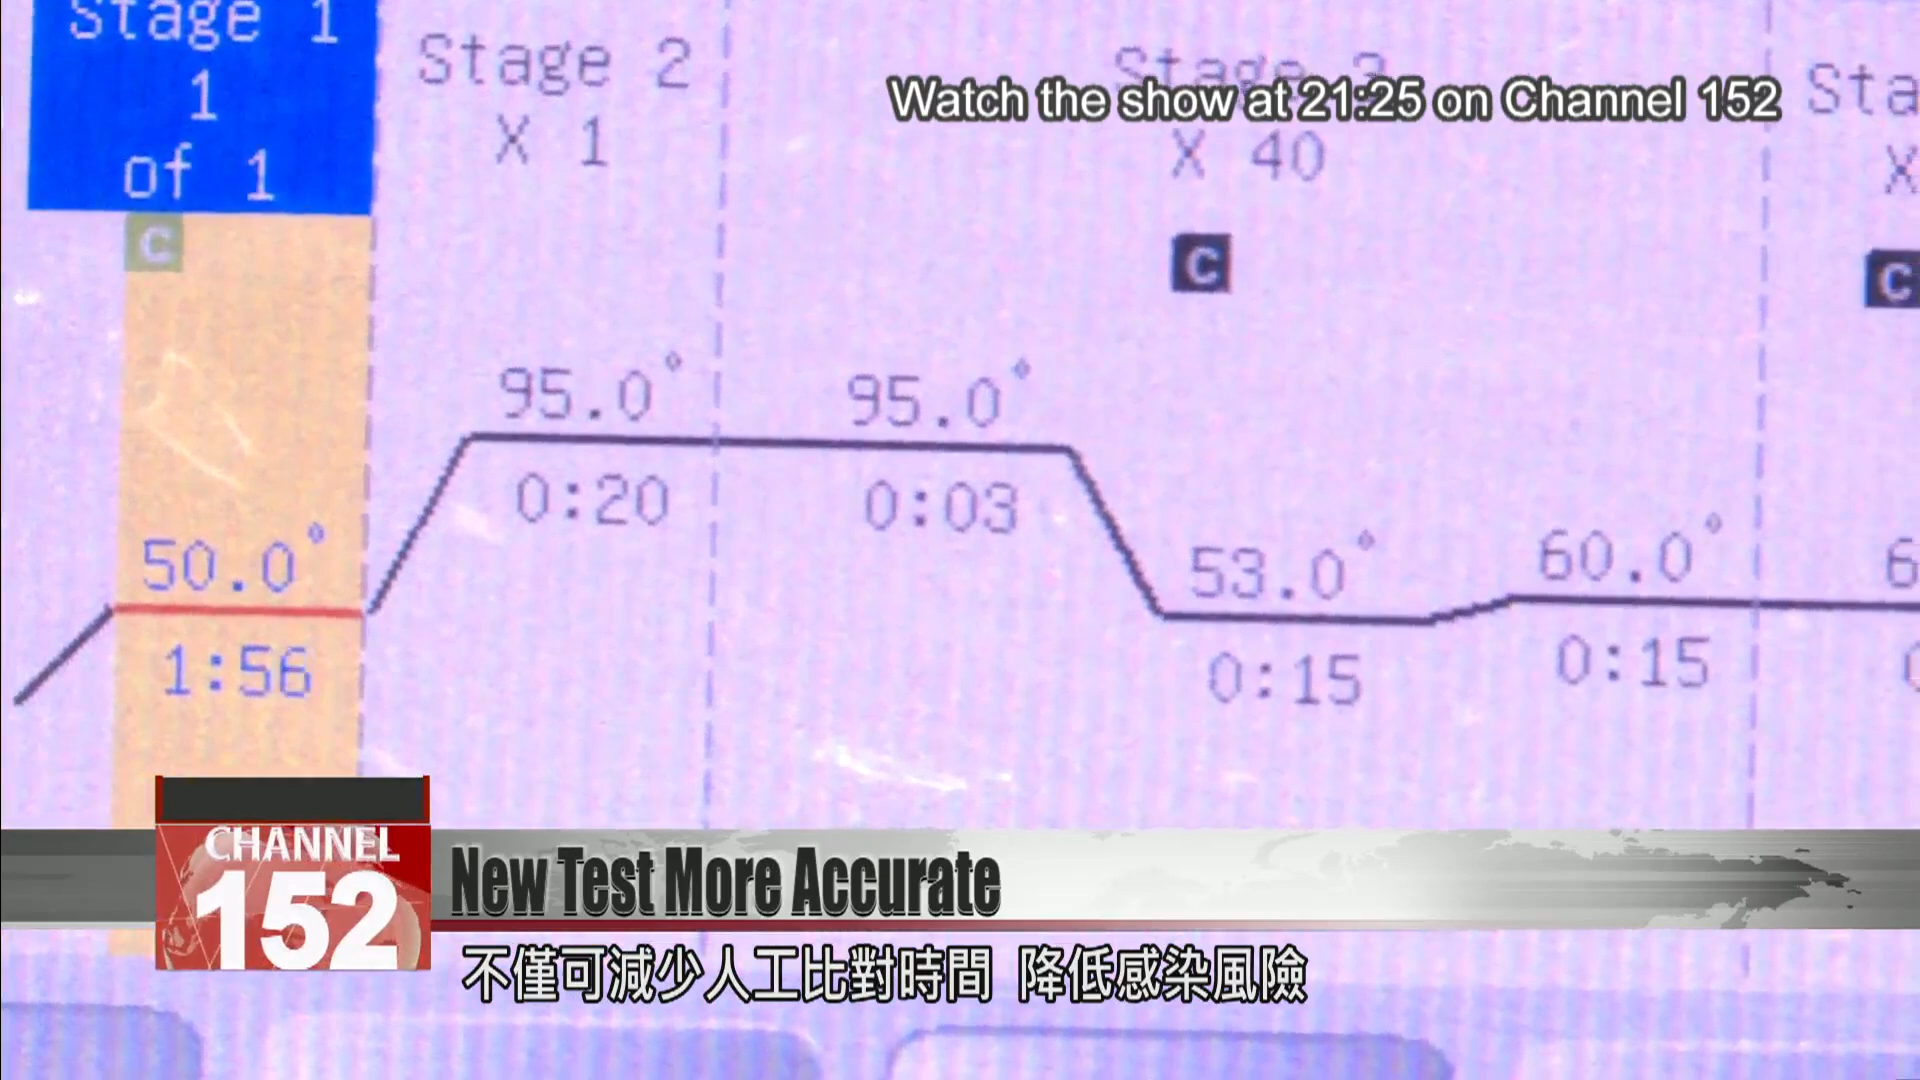 Stage 1
1
of 1
C
50.0°
1:56
Stage 2
X 1
95.0°
0:20
Watch the show at 21:25 on Channel 152
Stage 3
X 40
C
95.0°
0:03
53.0°
0:15
60.0°
0:15
C
CHANNEL
152
New Test More Accurate
不僅可減少人工比對時間 降低感染風險